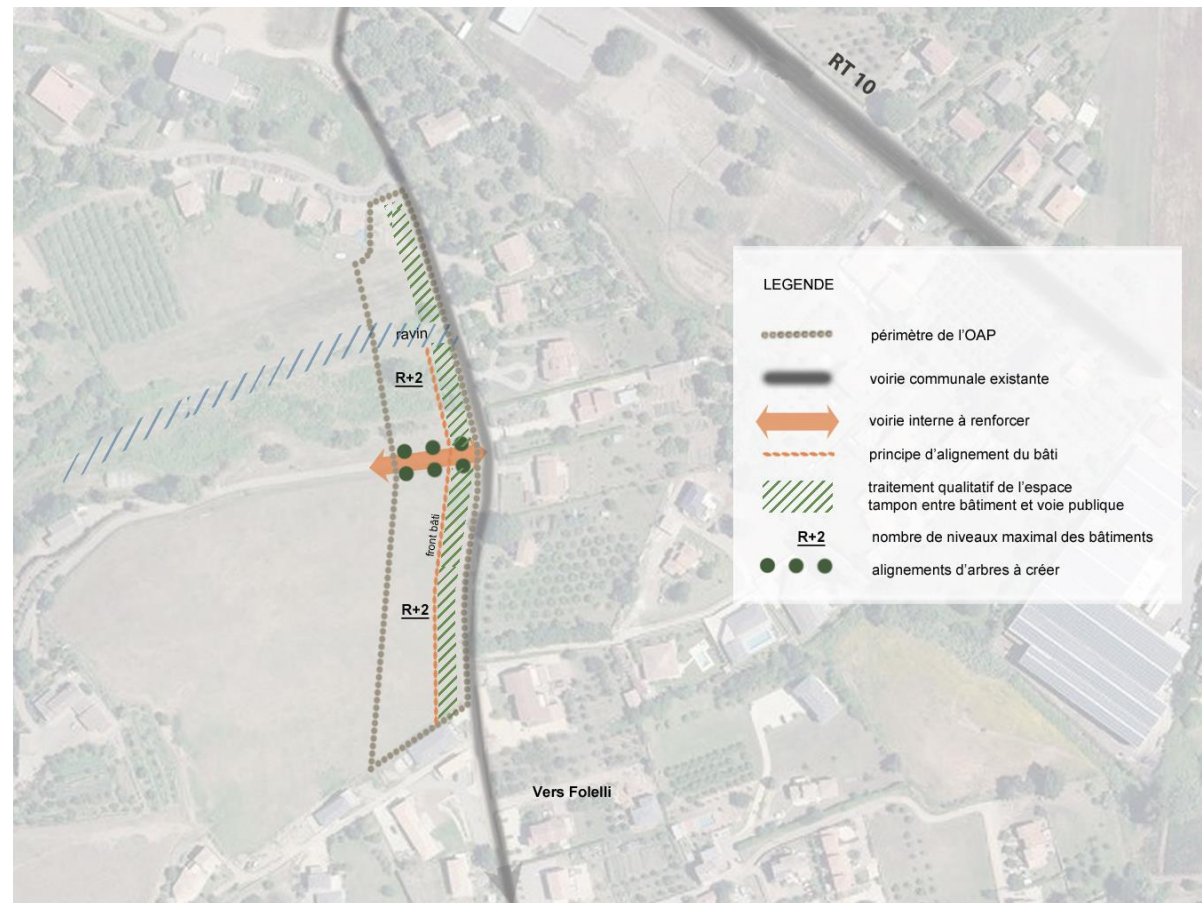 RT 10
ravin
R+2
front bâti
R+2
Vers Folelli
LEGENDE
périmètre de l'OAP
voirie communale existante
voirie interne à renforcer
principe d'alignement du bâti
traitement qualitatif de l'espace
tampon entre bâtiment et voie publique
R+2 nombre de niveaux maximal des bâtiments
alignements d'arbres à créer